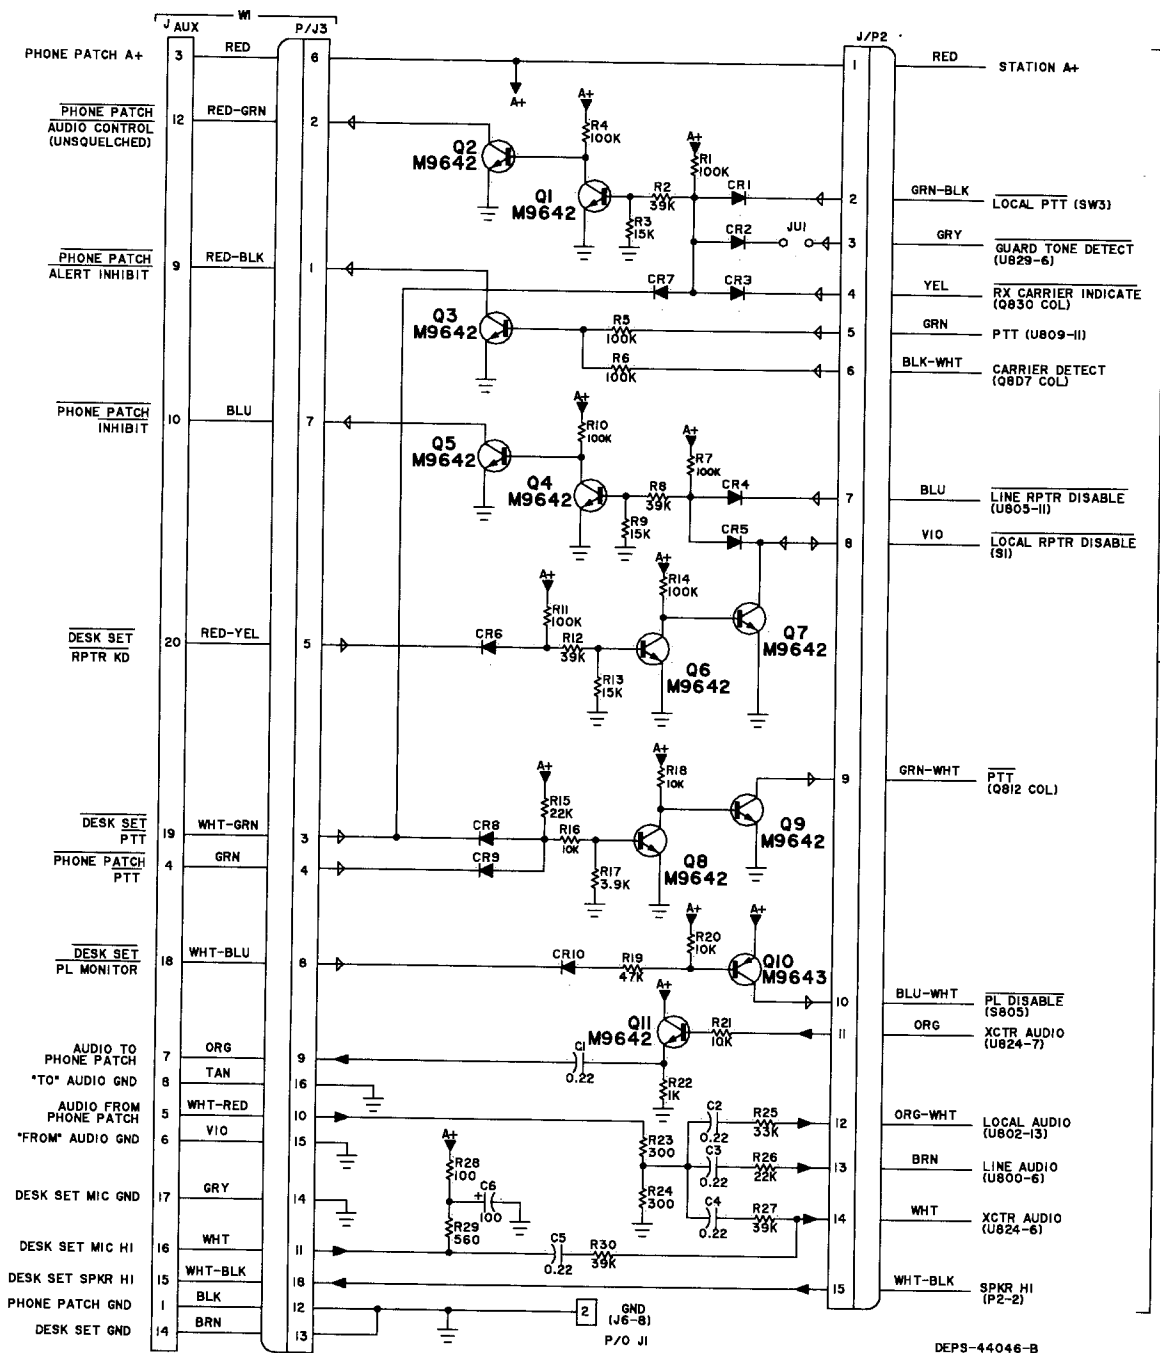 W1
J AUX
P/J3
J/P2
PHONE PATCH A+
3
RED
6
1
RED
STATION A+
A+
PHONE PATCH
AUDIO CONTROL
(UNSQUELCHED)
12
RED-GRN
2
Q2
M9642
A+
R4
100K
Q1
M9642
R2
39K
R3
15K
A+
R1
100K
CR1
2
GRN-BLK
LOCAL PTT (SW3)
CR2
JU1
3
GRY
GUARD TONE DETECT
(U829-6)
PHONE PATCH
ALERT INHIBIT
9
RED-BLK
1
CR7
CR3
4
YEL
RX CARRIER INDICATE
(Q830 COL)
Q3
M9642
R5
100K
5
GRN
PTT (U809-11)
R6
100K
6
BLK-WHT
CARRIER DETECT
(Q8D7 COL)
PHONE PATCH
INHIBIT
10
BLU
7
Q5
M9642
A+
R10
100K
Q4
M9642
R8
39K
R9
15K
A+
R7
100K
CR4
7
BLU
LINE RPTR DISABLE
(U805-11)
CR5
8
VIO
LOCAL RPTR DISABLE
(S1)
DESK SET
RPTR KD
20
RED-YEL
5
CR6
A+
R11
100K
R12
39K
R13
15K
A+
R14
100K
Q6
M9642
Q7
M9642
DESK SET
PTT
19
WHT-GRN
3
CR8
A+
R15
22K
R16
10K
R17
3.9K
A+
R18
10K
Q8
M9642
Q9
M9642
9
GRN-WHT
PTT
(Q812 COL)
PHONE PATCH
PTT
4
GRN
4
CR9
DESK SET
PL MONITOR
18
WHT-BLU
8
CR10
R19
47K
A+
R20
10K
A+
Q10
M9643
10
BLU-WHT
PL DISABLE
(S805)
A+
Q11
M9642
R21
10K
11
ORG
XCTR AUDIO
(U824-7)
AUDIO TO
PHONE PATCH
7
ORG
9
C1
0.22
R22
1K
"TO" AUDIO GND
8
TAN
16
AUDIO FROM
PHONE PATCH
5
WHT-RED
10
R23
300
C2
0.22
R25
33K
12
ORG-WHT
LOCAL AUDIO
(U802-13)
"FROM" AUDIO GND
6
VIO
15
C3
0.22
R26
22K
13
BRN
LINE AUDIO
(U800-6)
DESK SET MIC GND
17
GRY
14
A+
R28
100
+
C6
100
R29
560
R24
300
C4
0.22
R27
39K
14
WHT
XCTR AUDIO
(U824-6)
DESK SET MIC HI
16
WHT
11
C5
0.22
R30
39K
DESK SET SPKR HI
15
WHT-BLK
18
15
WHT-BLK
SPKR HI
(P2-2)
PHONE PATCH GND
1
BLK
12
2
GND
(J6-8)
P/O J1
DESK SET GND
14
BRN
13
DEPS-44046-B